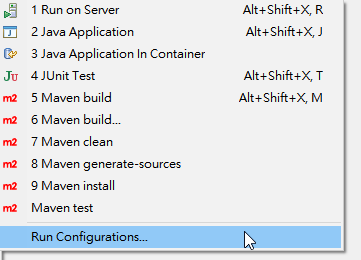 1 Run on Server Alt+Shift+X, R
2 Java Application Alt+Shift+X, J
3 Java Application In Container
JU 4 JUnit Test Alt+Shift+X, T
m2 5 Maven build Alt+Shift+X, M
m2 6 Maven build...
m2 7 Maven clean
m2 8 Maven generate-sources
m2 9 Maven install
m2 Maven test
Run Configurations...